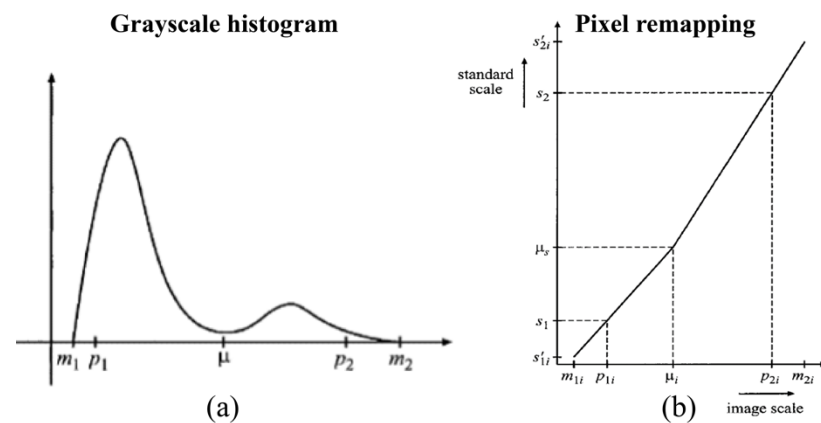 Grayscale histogram
m₁ p₁ μ p₂ m₂
(a)
Pixel remapping
s′₂ᵢ
standard
scale
s₂
μₛ
s₁
s′₁ᵢ
m₁ᵢ p₁ᵢ μᵢ p₂ᵢ m₂ᵢ
(b)
image scale